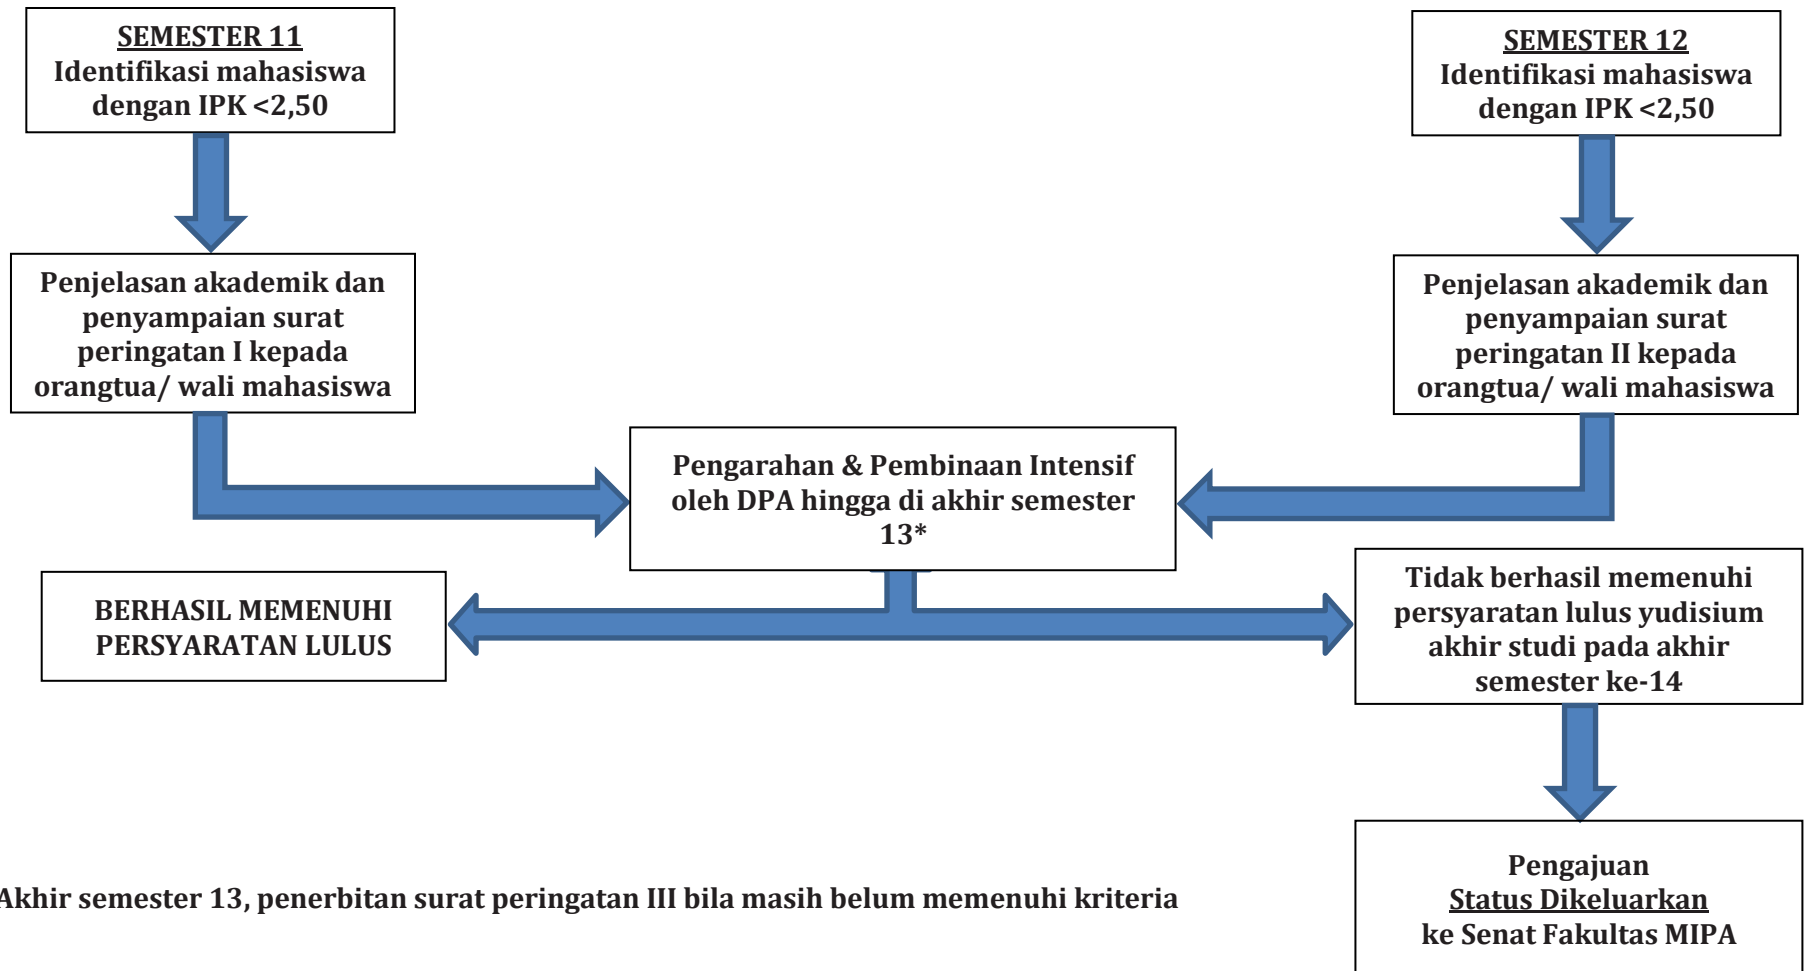 SEMESTER 11
Identifikasi mahasiswa
dengan IPK <2,50
SEMESTER 12
Identifikasi mahasiswa
dengan IPK <2,50
Penjelasan akademik dan
penyampaian surat
peringatan I kepada
orangtua/ wali mahasiswa
Penjelasan akademik dan
penyampaian surat
peringatan II kepada
orangtua/ wali mahasiswa
Pengarahan & Pembinaan Intensif
oleh DPA hingga di akhir semester
13*
BERHASIL MEMENUHI
PERSYARATAN LULUS
Tidak berhasil memenuhi
persyaratan lulus yudisium
akhir studi pada akhir
semester ke-14
Pengajuan
Status Dikeluarkan
ke Senat Fakultas MIPA
Akhir semester 13, penerbitan surat peringatan III bila masih belum memenuhi kriteria